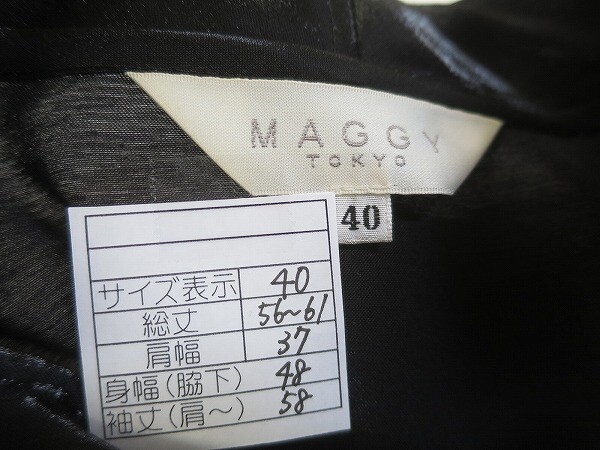 MAGGY
TOKYO
40
サイズ表示 40
総丈 56~61
肩幅 37
身幅(脇下) 48
袖丈(肩~) 58